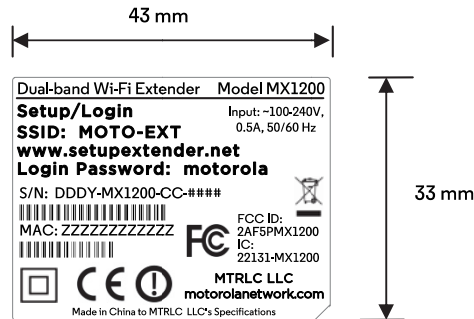 43 mm
Dual-band Wi-Fi Extender Model MX1200
Setup/Login
Input: ~100-240V,
0.5A, 50/60 Hz
SSID: MOTO-EXT
www.setupextender.net
Login Password: motorola
S/N: DDDY-MX1200-CC-####
MAC: ZZZZZZZZZZZZ
FC
FCC ID:
2AF5PMX1200
IC:
22131-MX1200
CE
MTRLC LLC
motorolanetwork.com
Made in China to MTRLC LLC's Specifications
33 mm